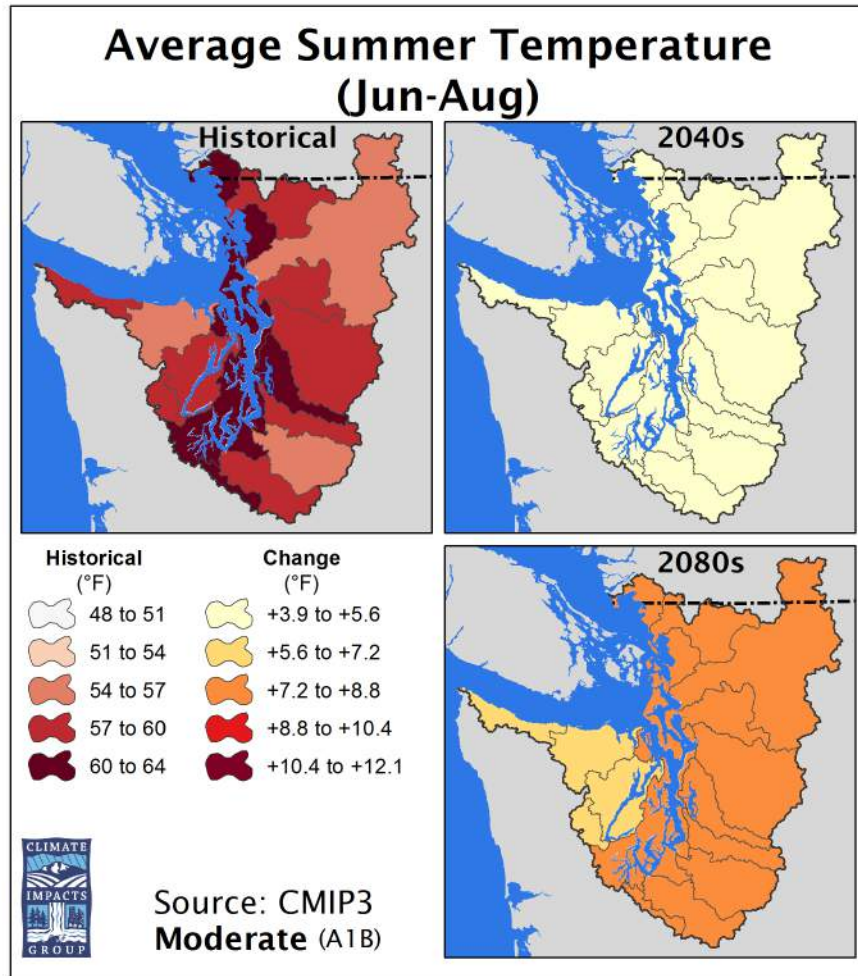 Average Summer Temperature
(Jun-Aug)
Historical
2040s
Historical
(°F)
48 to 51
51 to 54
54 to 57
57 to 60
60 to 64
Change
(°F)
+3.9 to +5.6
+5.6 to +7.2
+7.2 to +8.8
+8.8 to +10.4
+10.4 to +12.1
2080s
CLIMATE
IMPACTS
GROUP
Source: CMIP3
Moderate (A1B)